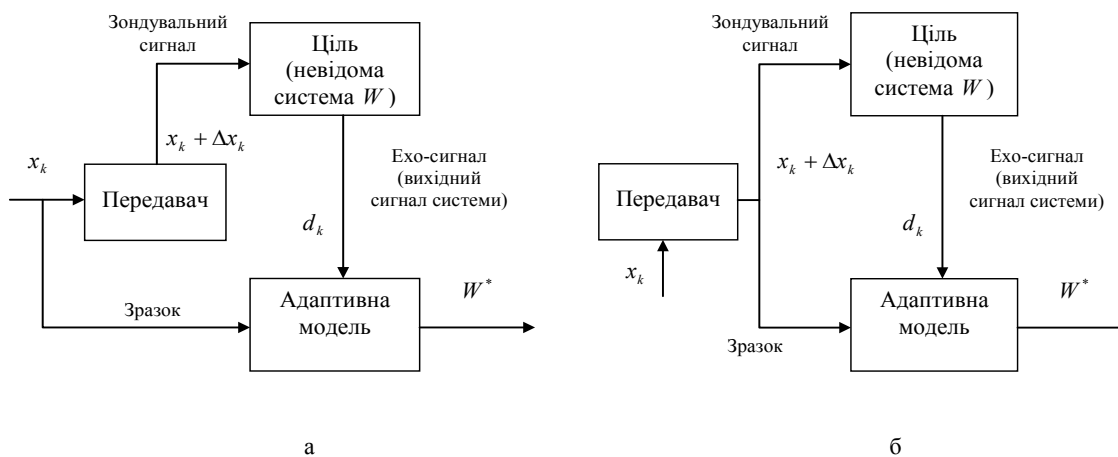 Зондувальний
сигнал
Ціль
(невідома
система W )
x_k + Δx_k
x_k
Передавач
Ехо-сигнал
(вихідний
сигнал системи)
d_k
Зразок
Адаптивна
модель
W*
а
Зондувальний
сигнал
Ціль
(невідома
система W )
x_k + Δx_k
Ехо-сигнал
(вихідний
сигнал системи)
Передавач
x_k
d_k
Зразок
Адаптивна
модель
W*
б